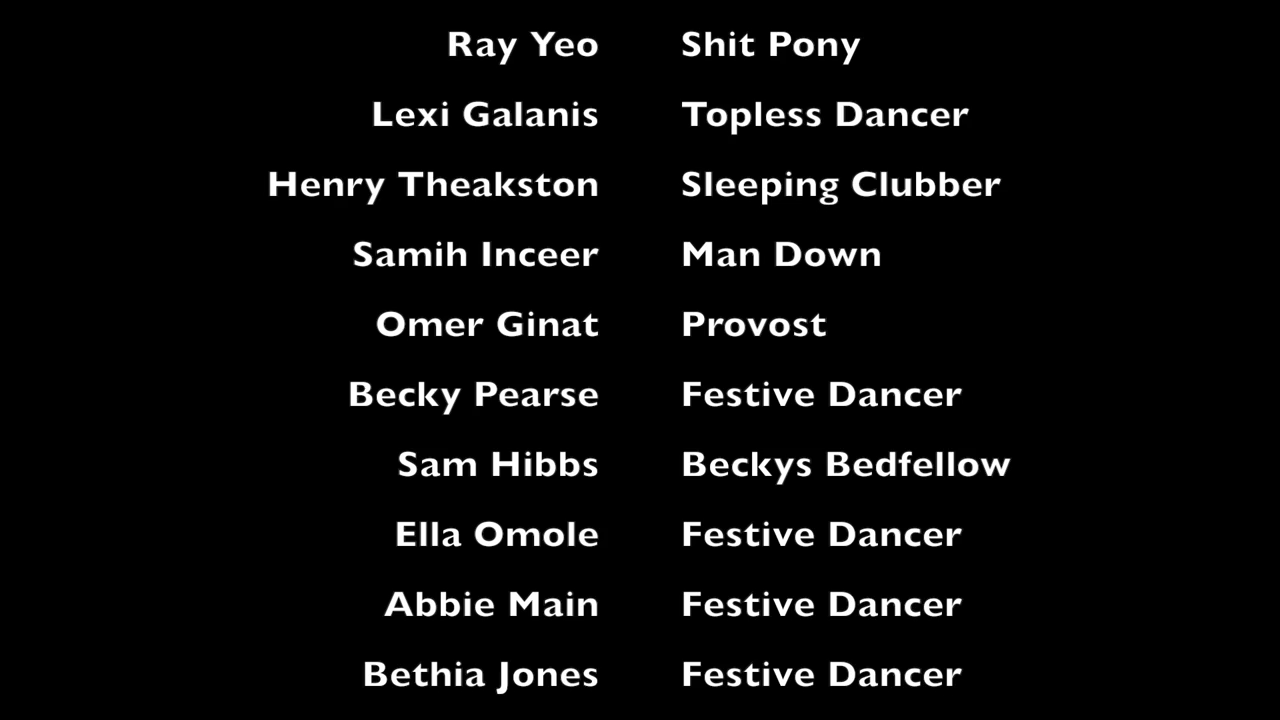 Ray Yeo Shit Pony
Lexi Galanis Topless Dancer
Henry Theakston Sleeping Clubber
Samih Inceer Man Down
Omer Ginat Provost
Becky Pearse Festive Dancer
Sam Hibbs Beckys Bedfellow
Ella Omole Festive Dancer
Abbie Main Festive Dancer
Bethia Jones Festive Dancer